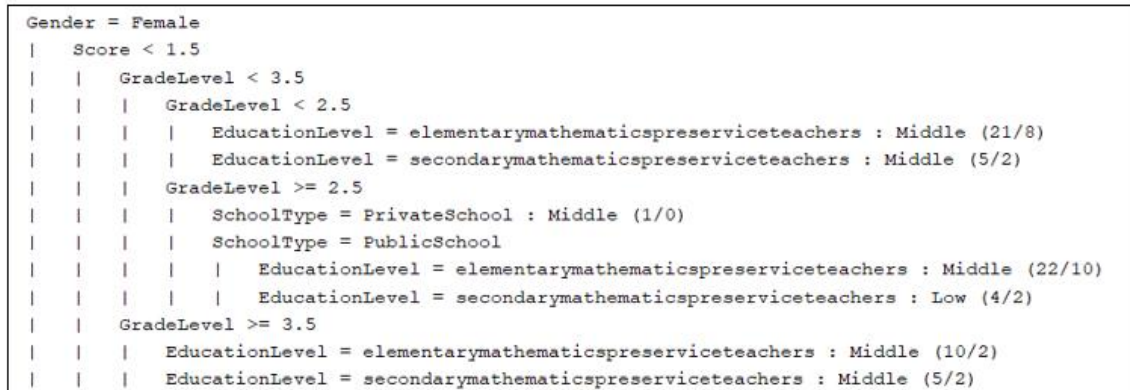 Gender = Female
|   Score < 1.5
|   |   GradeLevel < 3.5
|   |   |   GradeLevel < 2.5
|   |   |   |   EducationLevel = elementarymathematicspreserviceteachers : Middle (21/8)
|   |   |   |   EducationLevel = secondarymathematicspreserviceteachers : Middle (5/2)
|   |   |   GradeLevel >= 2.5
|   |   |   |   SchoolType = PrivateSchool : Middle (1/0)
|   |   |   |   SchoolType = PublicSchool
|   |   |   |   |   EducationLevel = elementarymathematicspreserviceteachers : Middle (22/10)
|   |   |   |   |   EducationLevel = secondarymathematicspreserviceteachers : Low (4/2)
|   |   GradeLevel >= 3.5
|   |   |   EducationLevel = elementarymathematicspreserviceteachers : Middle (10/2)
|   |   |   EducationLevel = secondarymathematicspreserviceteachers : Middle (5/2)